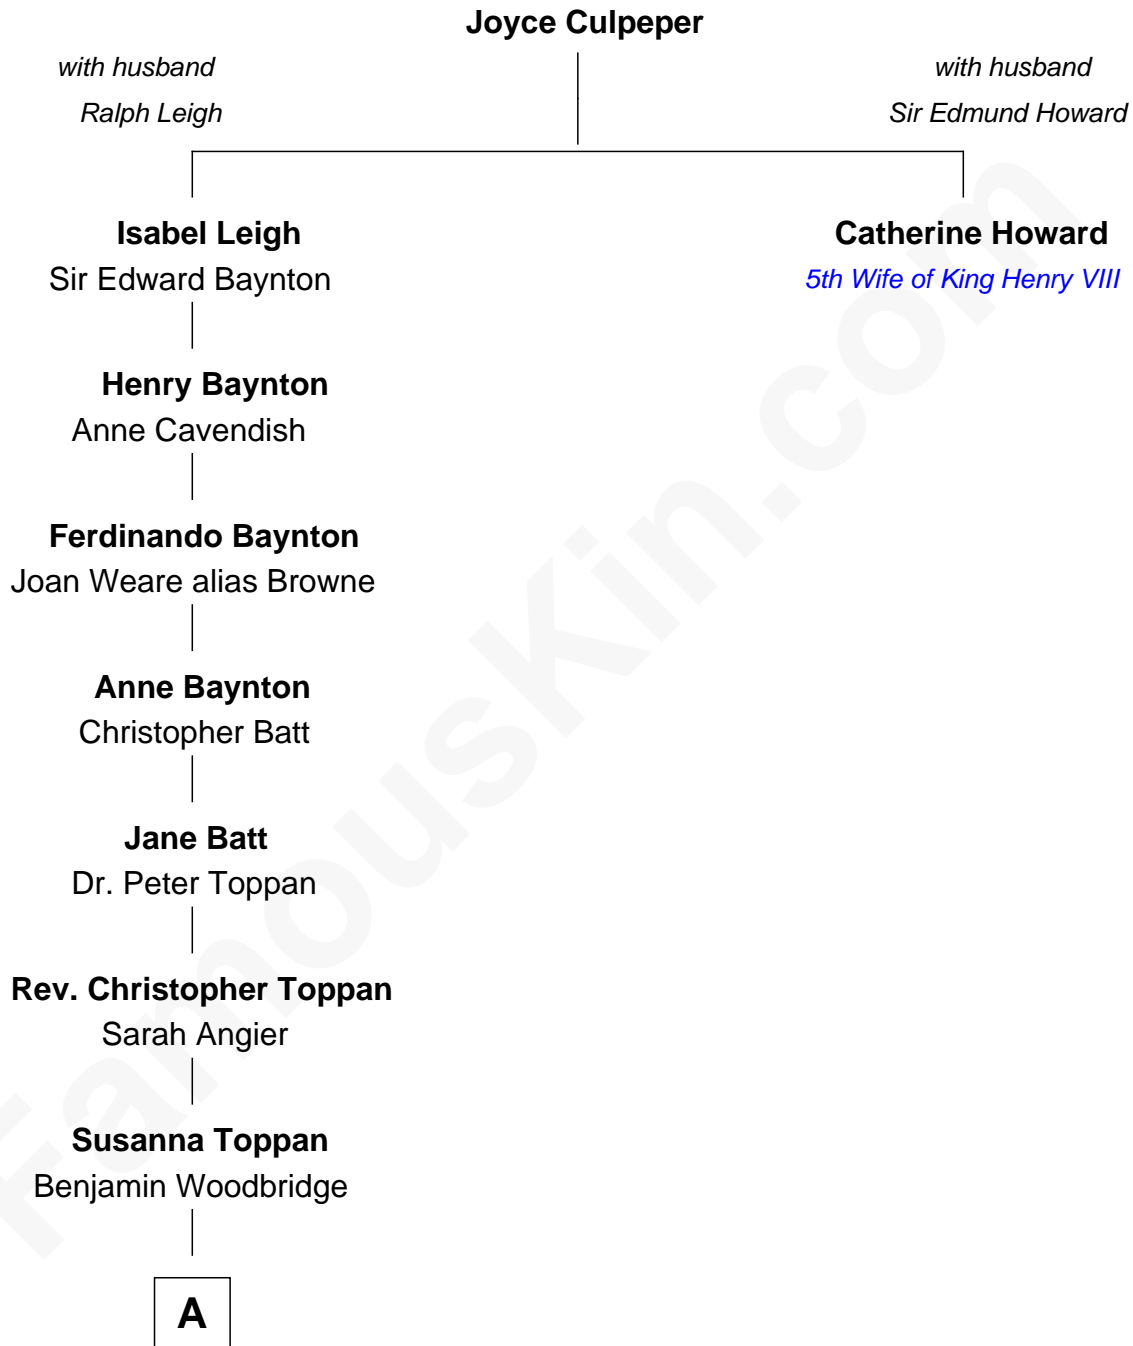 Joyce Culpeper
with husband
Ralph Leigh
with husband
Sir Edmund Howard
Isabel Leigh
Sir Edward Baynton
Catherine Howard
5th Wife of King Henry VIII
Henry Baynton
Anne Cavendish
Ferdinando Baynton
Joan Weare alias Browne
Anne Baynton
Christopher Batt
Jane Batt
Dr. Peter Toppan
Rev. Christopher Toppan
Sarah Angier
Susanna Toppan
Benjamin Woodbridge
A
FamousKin.com